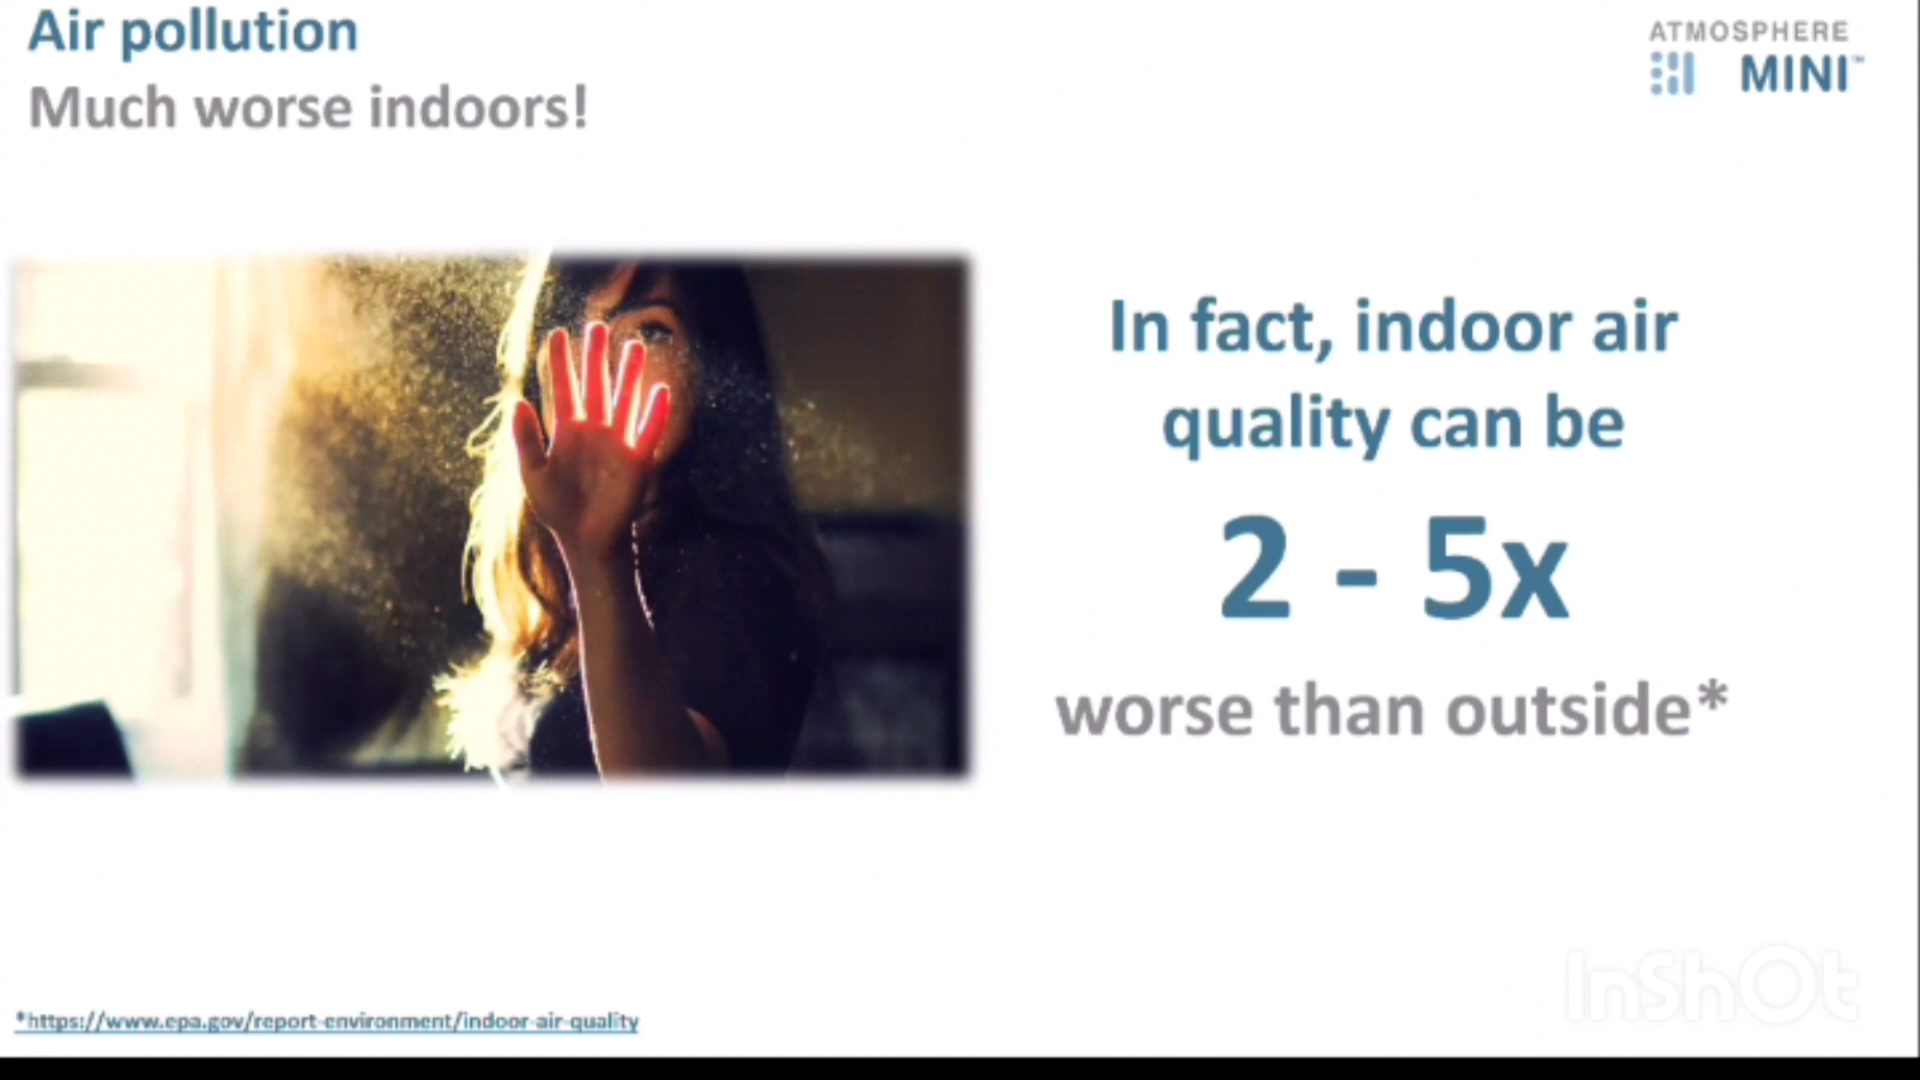 Air pollution
Much worse indoors!
ATMOSPHERE
MINI™
In fact, indoor air
quality can be
2 - 5x
worse than outside*
*https://www.epa.gov/report-environment/indoor-air-quality
InShOt